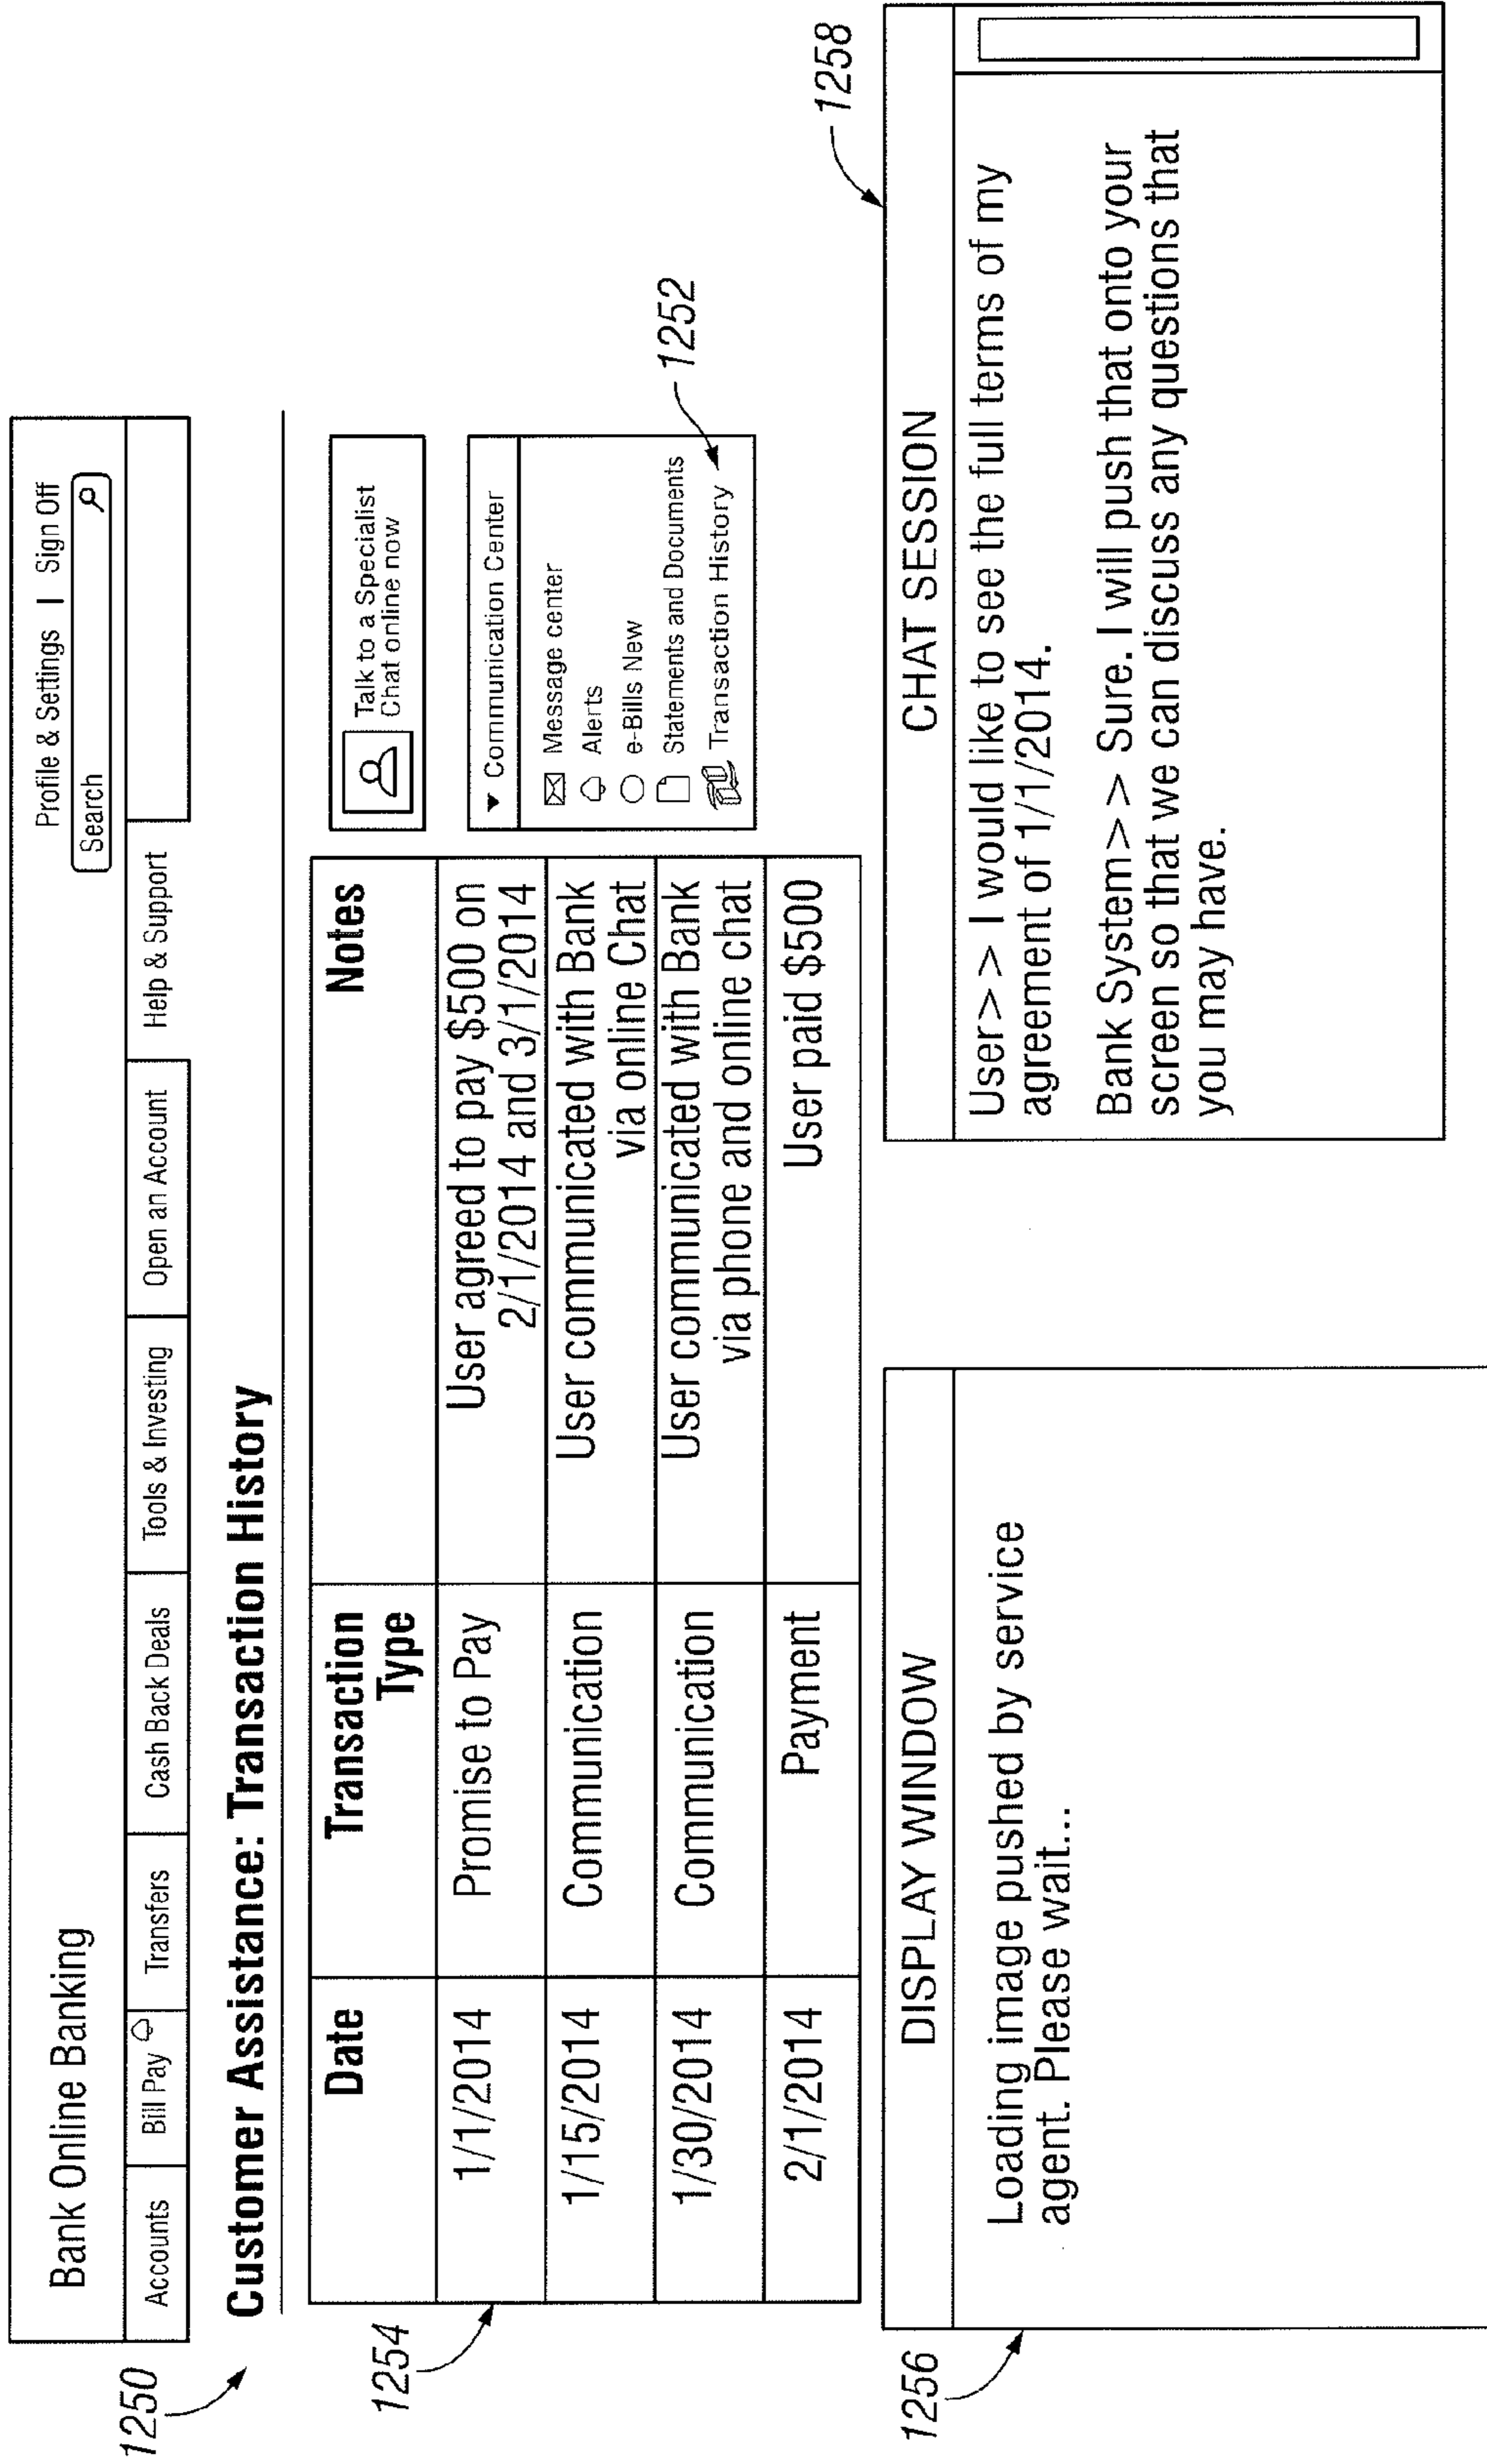 Bank Online Banking
Profile & Settings | Sign Off
Search
Accounts
Bill Pay
Transfers
Cash Back Deals
Tools & Investing
Open an Account
Help & Support
1250
Customer Assistance: Transaction History
Date
Transaction
Type
Notes
1/1/2014
Promise to Pay
User agreed to pay $500 on
2/1/2014 and 3/1/2014
1/15/2014
Communication
User communicated with Bank
via online Chat
1/30/2014
Communication
User communicated with Bank
via phone and online chat
2/1/2014
Payment
User paid $500
1254
Talk to a Specialist
Chat online now
Communication Center
Message center
Alerts
e-Bills New
Statements and Documents
Transaction History
1252
1256
DISPLAY WINDOW
Loading image pushed by service
agent. Please wait...
1258
CHAT SESSION
User> > I would like to see the full terms of my
agreement of 1/1/2014.
Bank System> > Sure. I will push that onto your
screen so that we can discuss any questions that
you may have.